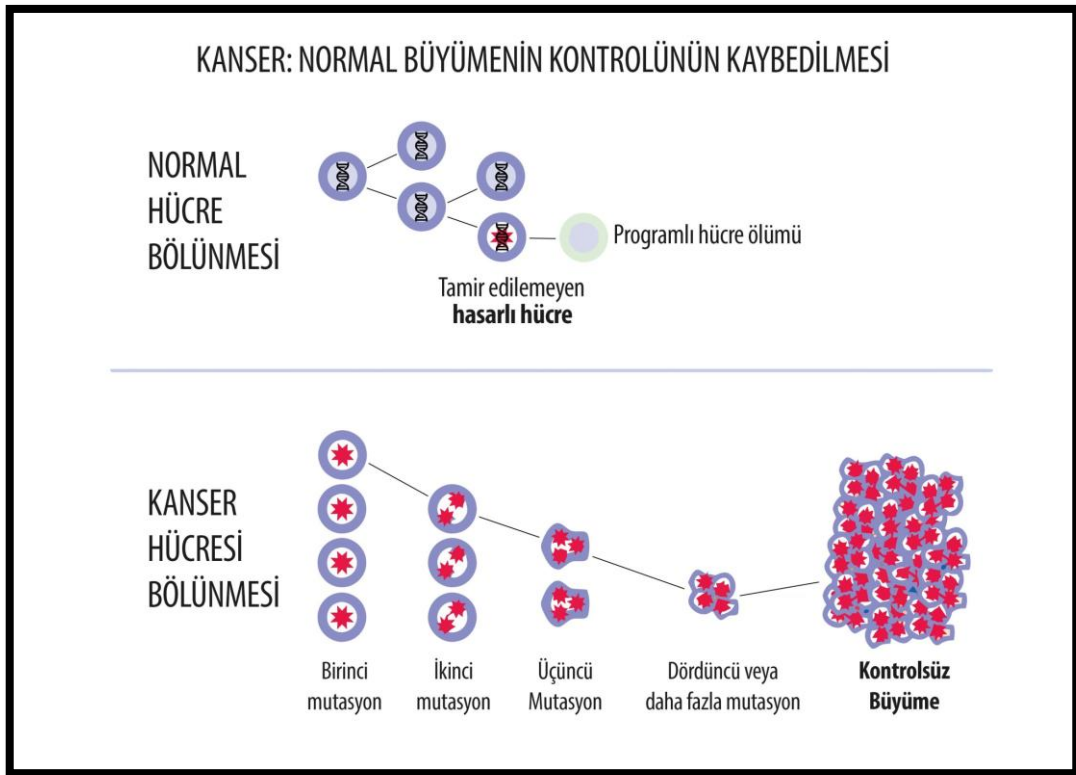 KANSER: NORMAL BÜYÜMENİN KONTROLÜNÜN KAYBEDİLMESİ
NORMAL
HÜCRE
BÖLÜNMESİ
Programlı hücre ölümü
Tamir edilemeyen
hasarlı hücre
KANSER
HÜCRESİ
BÖLÜNMESİ
Birinci
mutasyon
İkinci
mutasyon
Üçüncü
Mutasyon
Dördüncü veya
daha fazla mutasyon
Kontrolsüz
Büyüme